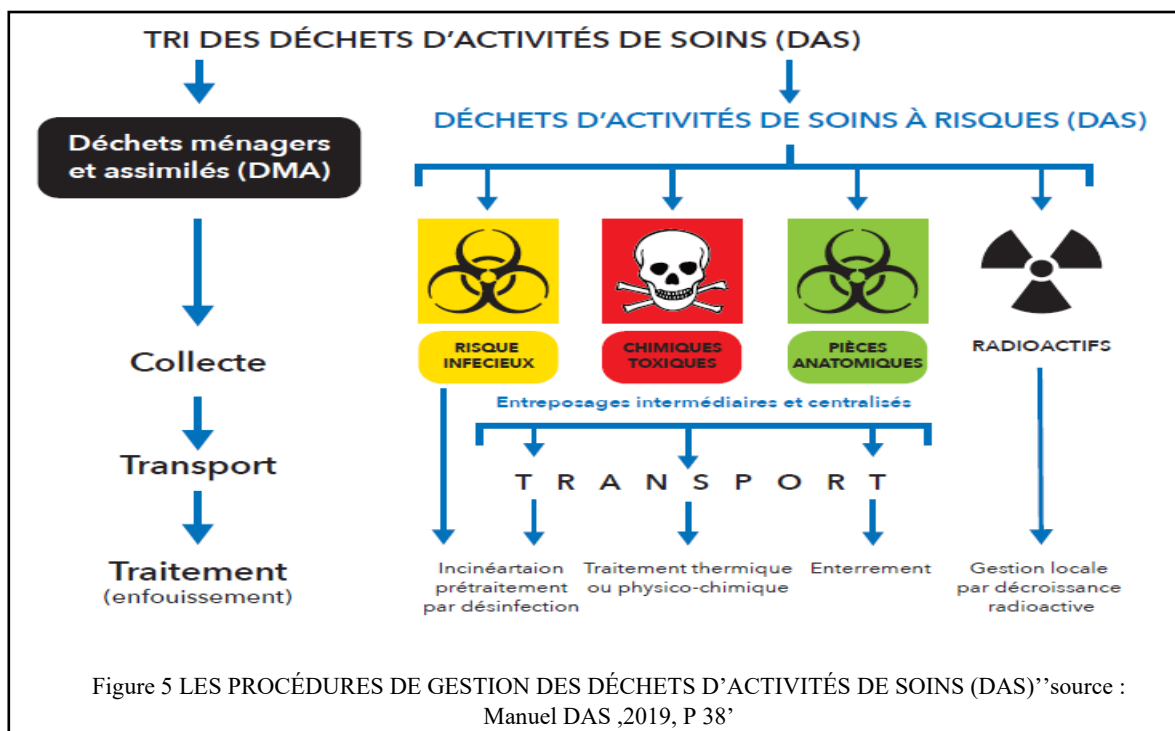 TRI DES DÉCHETS D'ACTIVITÉS DE SOINS (DAS)
Déchets ménagers
et assimilés (DMA)
Collecte
Transport
Traitement
(enfouissement)
DÉCHETS D'ACTIVITÉS DE SOINS À RISQUES (DAS)
RISQUE
INFECIEUX
CHIMIQUES
TOXIQUES
PIÈCES
ANATOMIQUES
RADIOACTIFS
Entreposages intermédiaires et centralisés
T R A N S P O R T
Incinéartaion
prétraitement
par désinfection
Traitement thermique
ou physico-chimique
Enterrement
Gestion locale
par décroissance
radioactive
Figure 5 LES PROCÉDURES DE GESTION DES DÉCHETS D'ACTIVITÉS DE SOINS (DAS)''source :
Manuel DAS ,2019, P 38'